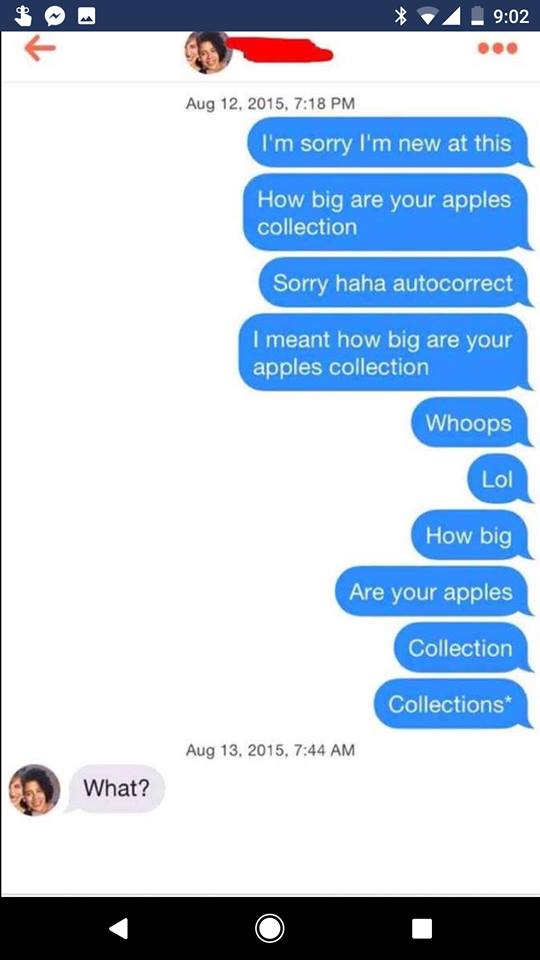 9:02
Aug 12, 2015, 7:18 PM
I'm sorry I'm new at this
How big are your apples
collection
Sorry haha autocorrect
I meant how big are your
apples collection
Whoops
Lol
How big
Are your apples
Collection
Collections*
Aug 13, 2015, 7:44 AM
What?